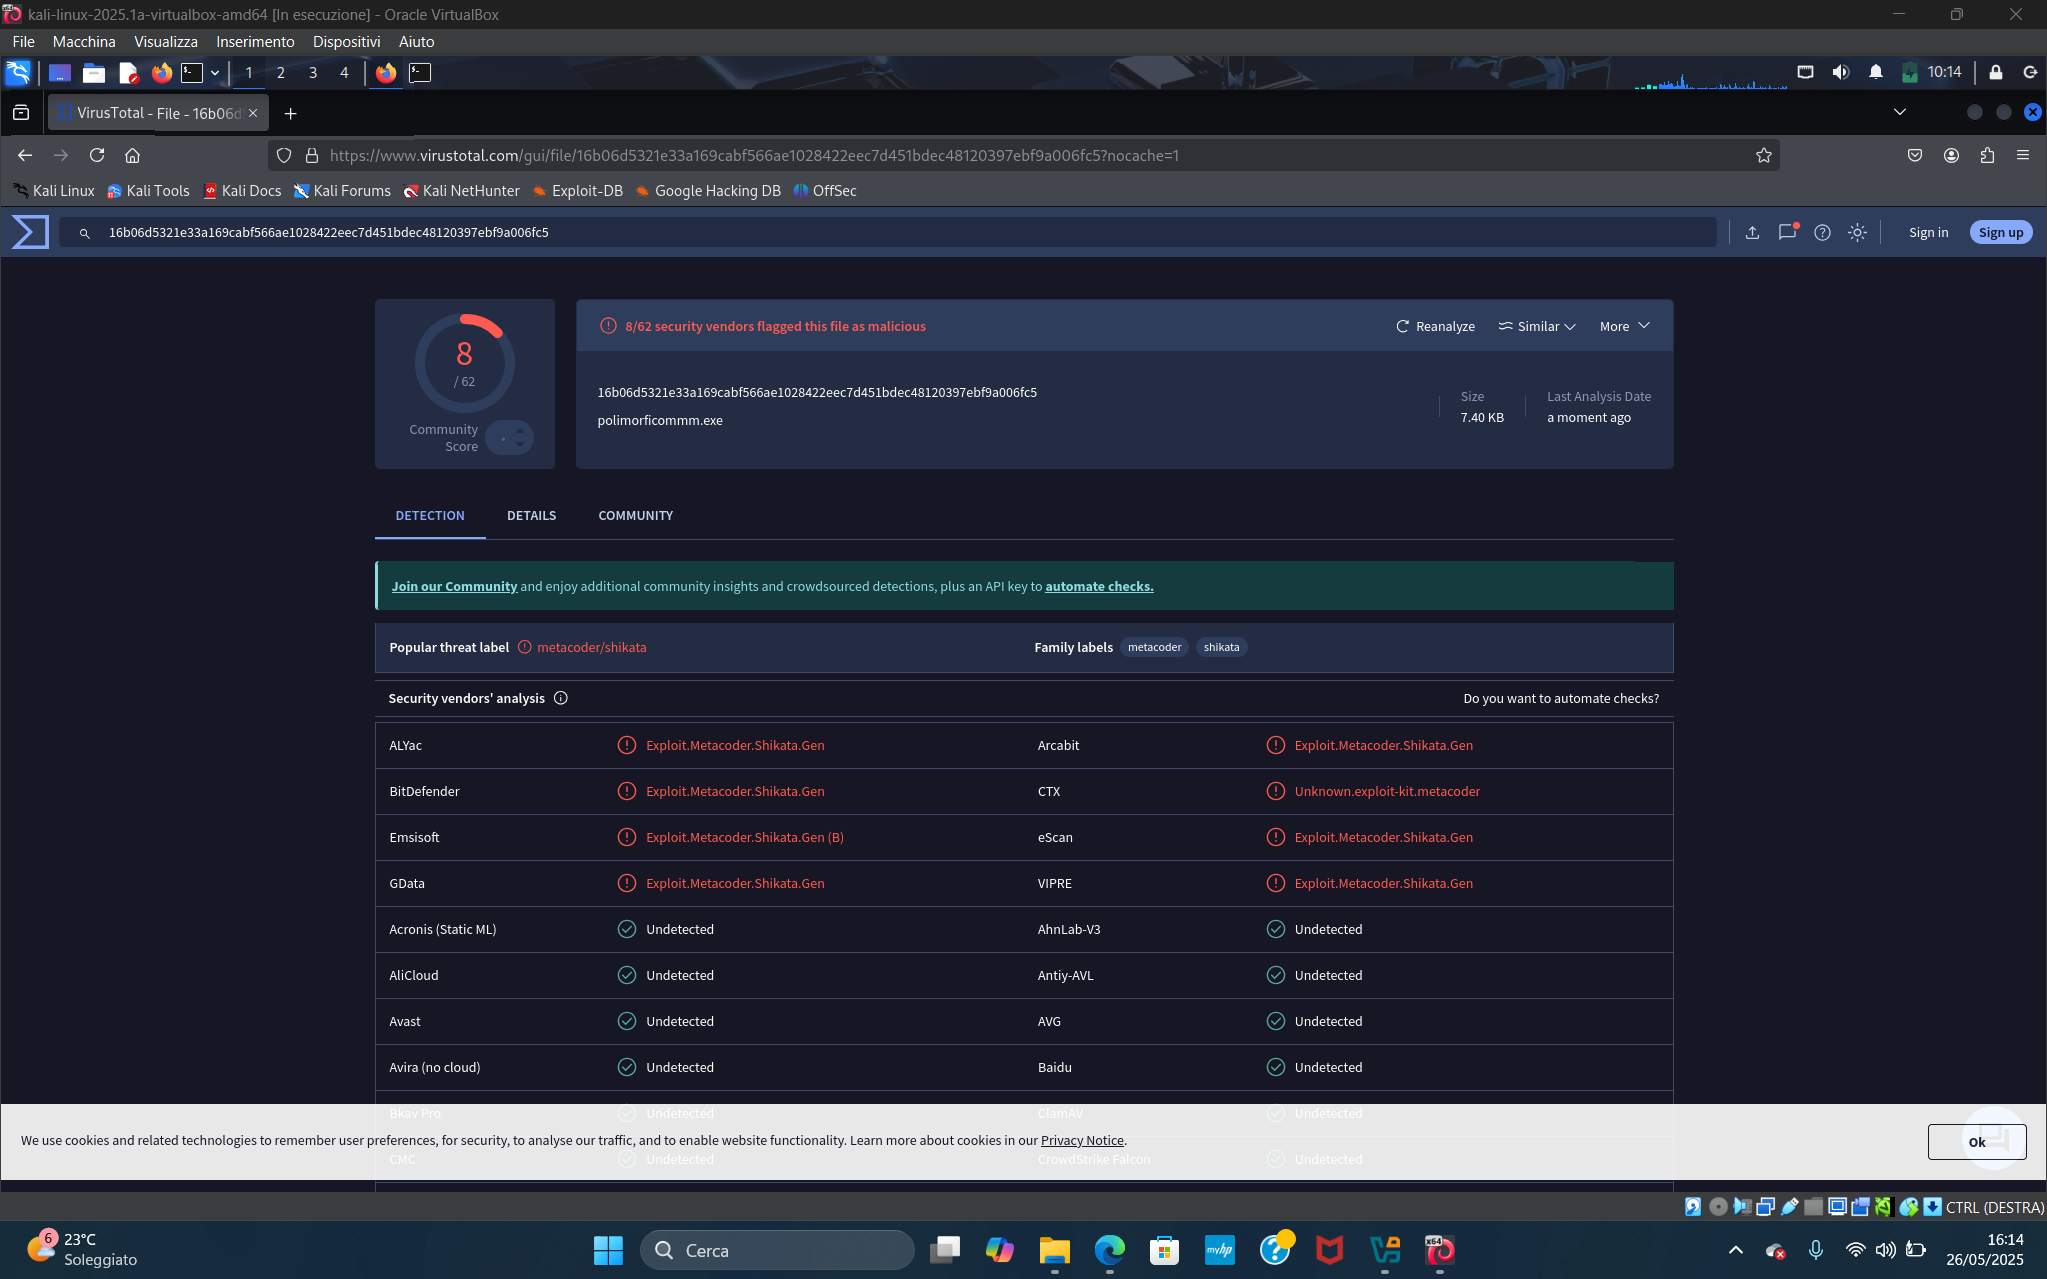 kali-linux-2025.1a-virtualbox-amd64 [In esecuzione] - Oracle VirtualBox
File Macchina Visualizza Inserimento Dispositivi Aiuto
1 2 3 4 10:14
VirusTotal - File - 16b06d
https://www.virustotal.com/gui/file/16b06d5321e33a169cabf566ae1028422eec7d451bdec48120397ebf9a006fc5?nocache=1
Kali Linux Kali Tools Kali Docs Kali Forums Kali NetHunter Exploit-DB Google Hacking DB OffSec
16b06d5321e33a169cabf566ae1028422eec7d451bdec48120397ebf9a006fc5 Sign in Sign up
8
/ 62
Community
Score
8/62 security vendors flagged this file as malicious Reanalyze Similar More
16b06d5321e33a169cabf566ae1028422eec7d451bdec48120397ebf9a006fc5
polimorficommm.exe
Size
7.40 KB
Last Analysis Date
a moment ago
DETECTION DETAILS COMMUNITY
Join our Community and enjoy additional community insights and crowdsourced detections, plus an API key to automate checks.
Popular threat label metacoder/shikata Family labels metacoder shikata
Security vendors' analysis Do you want to automate checks?
ALYac Exploit.Metacoder.Shikata.Gen Arcabit Exploit.Metacoder.Shikata.Gen
BitDefender Exploit.Metacoder.Shikata.Gen CTX Unknown.exploit-kit.metacoder
Emsisoft Exploit.Metacoder.Shikata.Gen (B) eScan Exploit.Metacoder.Shikata.Gen
GData Exploit.Metacoder.Shikata.Gen VIPRE Exploit.Metacoder.Shikata.Gen
Acronis (Static ML) Undetected AhnLab-V3 Undetected
AliCloud Undetected Antiy-AVL Undetected
Avast Undetected AVG Undetected
Avira (no cloud) Undetected Baidu Undetected
Bkav Pro Undetected ClamAV Undetected
We use cookies and related technologies to remember user preferences, for security, to analyse our traffic, and to enable website functionality. Learn more about cookies in our Privacy Notice. Ok
CMC Undetected CrowdStrike Falcon Undetected
CTRL (DESTRA)
6
23°C
Soleggiato
Cerca
myhp
x64
16:14
26/05/2025